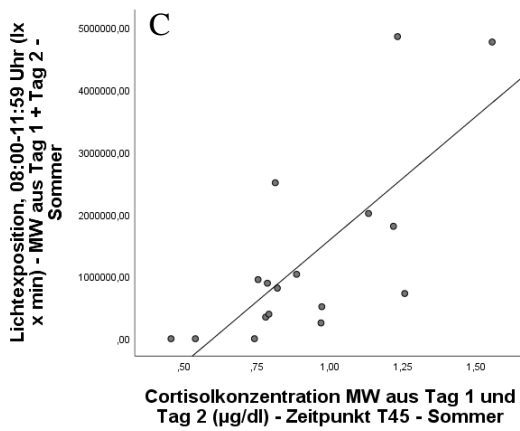 C
Lichtexposition, 08:00-11:59 Uhr (lx
x min) - MW aus Tag 1 + Tag 2 -
Sommer
5000000,00
4000000,00
3000000,00
2000000,00
1000000,00
,00
,50
,75
1,00
1,25
1,50
Cortisolkonzentration MW aus Tag 1 und
Tag 2 (µg/dl) - Zeitpunkt T45 - Sommer